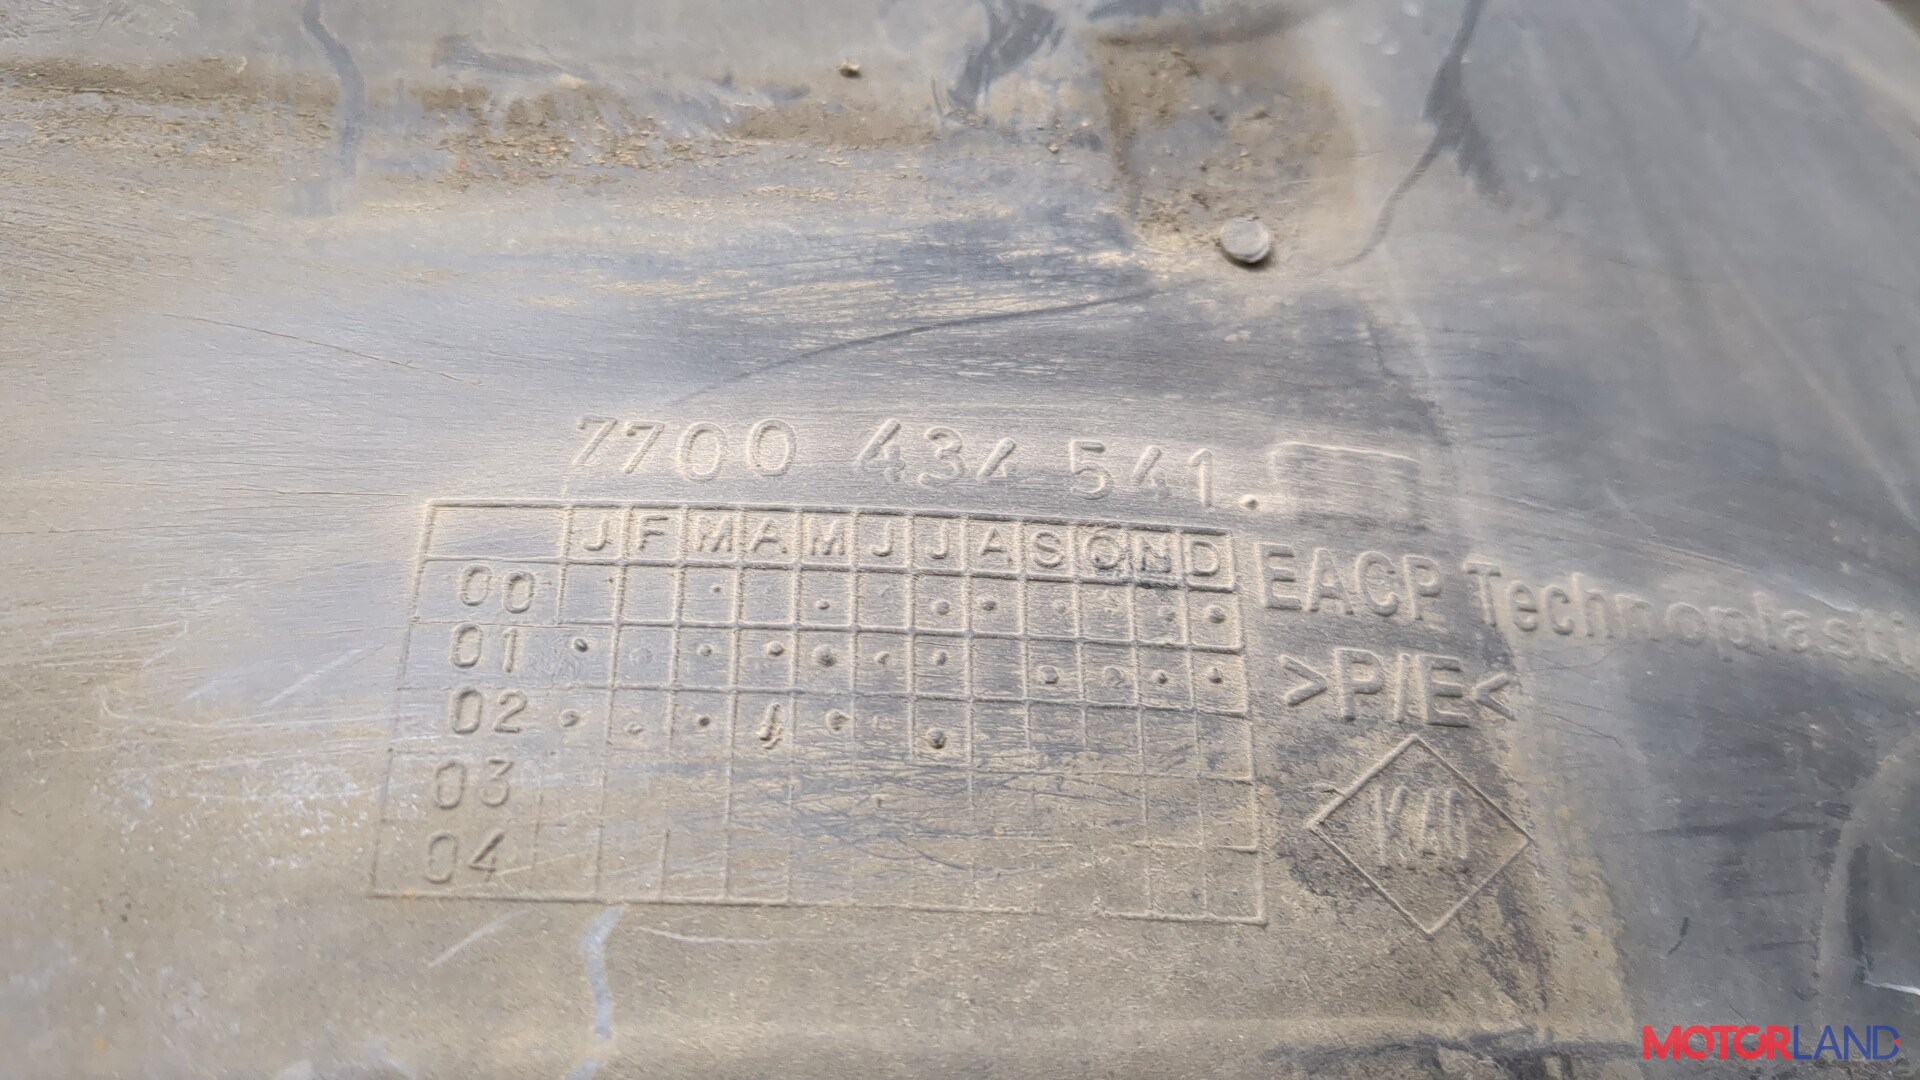 7700 434 541.
J F M A M J J A S O N D
00
01
02
03
04
EACP Technoplasti
>P/E<
MOTORLAND